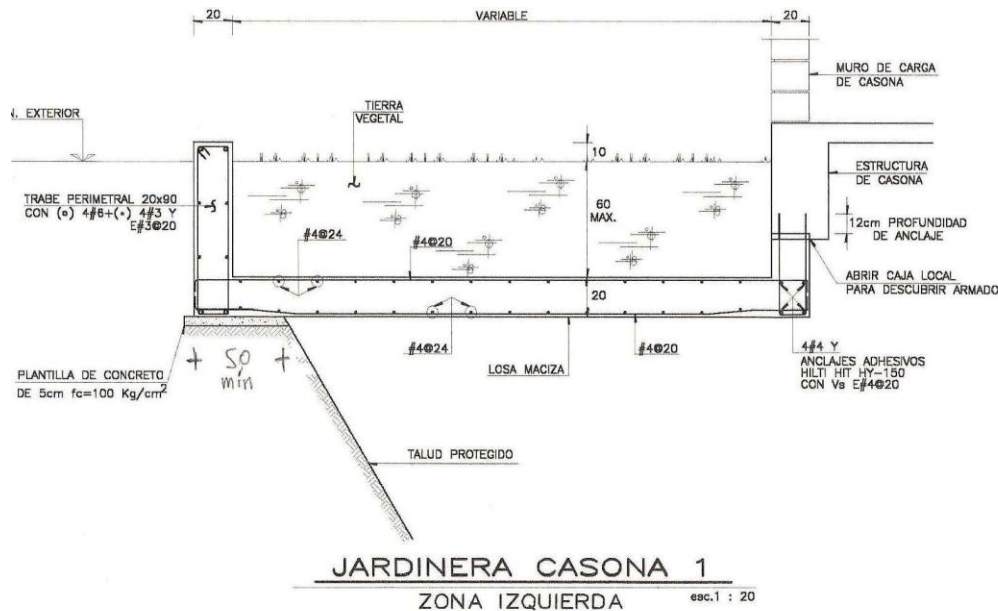 20
VARIABLE
20
MURO DE CARGA
DE CASONA
N. EXTERIOR
TIERRA
VEGETAL
10
ESTRUCTURA
DE CASONA
TRABE PERIMETRAL 20x90
CON (o) 4#6+(•) 4#3 Y
E#3@20
60
MAX.
12cm PROFUNDIDAD
DE ANCLAJE
#4@24
#4@20
ABRIR CAJA LOCAL
PARA DESCUBRIR ARMADO
20
#4@24
#4@20
LOSA MACIZA
4#4 Y
ANCLAJES ADHESIVOS
HILTI HIT HY-150
CON Vs E#4@20
50
min
PLANTILLA DE CONCRETO
DE 5cm fc=100 Kg/cm²
TALUD PROTEGIDO
JARDINERA CASONA 1
ZONA IZQUIERDA
esc.1 : 20